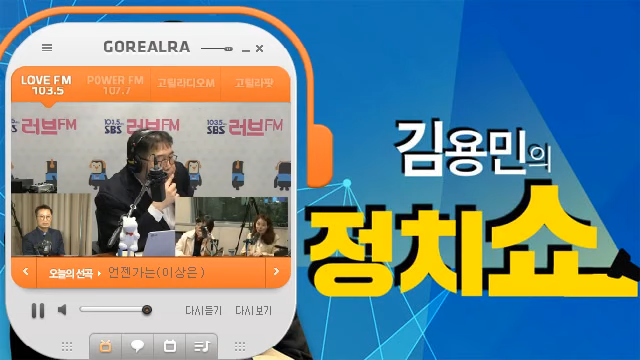 GOREALRA
LOVE FM
103.5
POWER FM
107.7
고릴라디오M
고릴라팟
러브FM
103.5 SBS 러브FM
103.5 SBS 러브FM
오늘의 선곡
언젠가는(이상은)
다시듣기
다시보기
김용민의
정치쇼